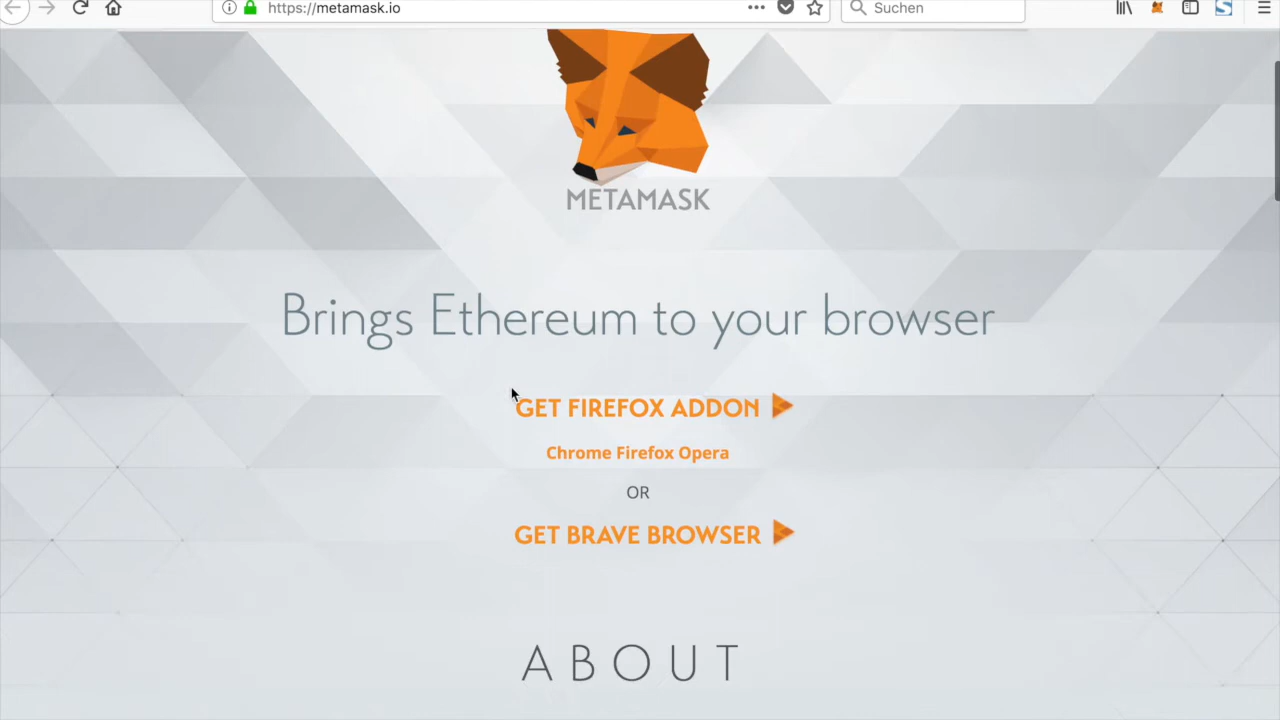 https://metamask.io
Suchen
METAMASK
Brings Ethereum to your browser
GET FIREFOX ADDON
Chrome Firefox Opera
OR
GET BRAVE BROWSER
ABOUT